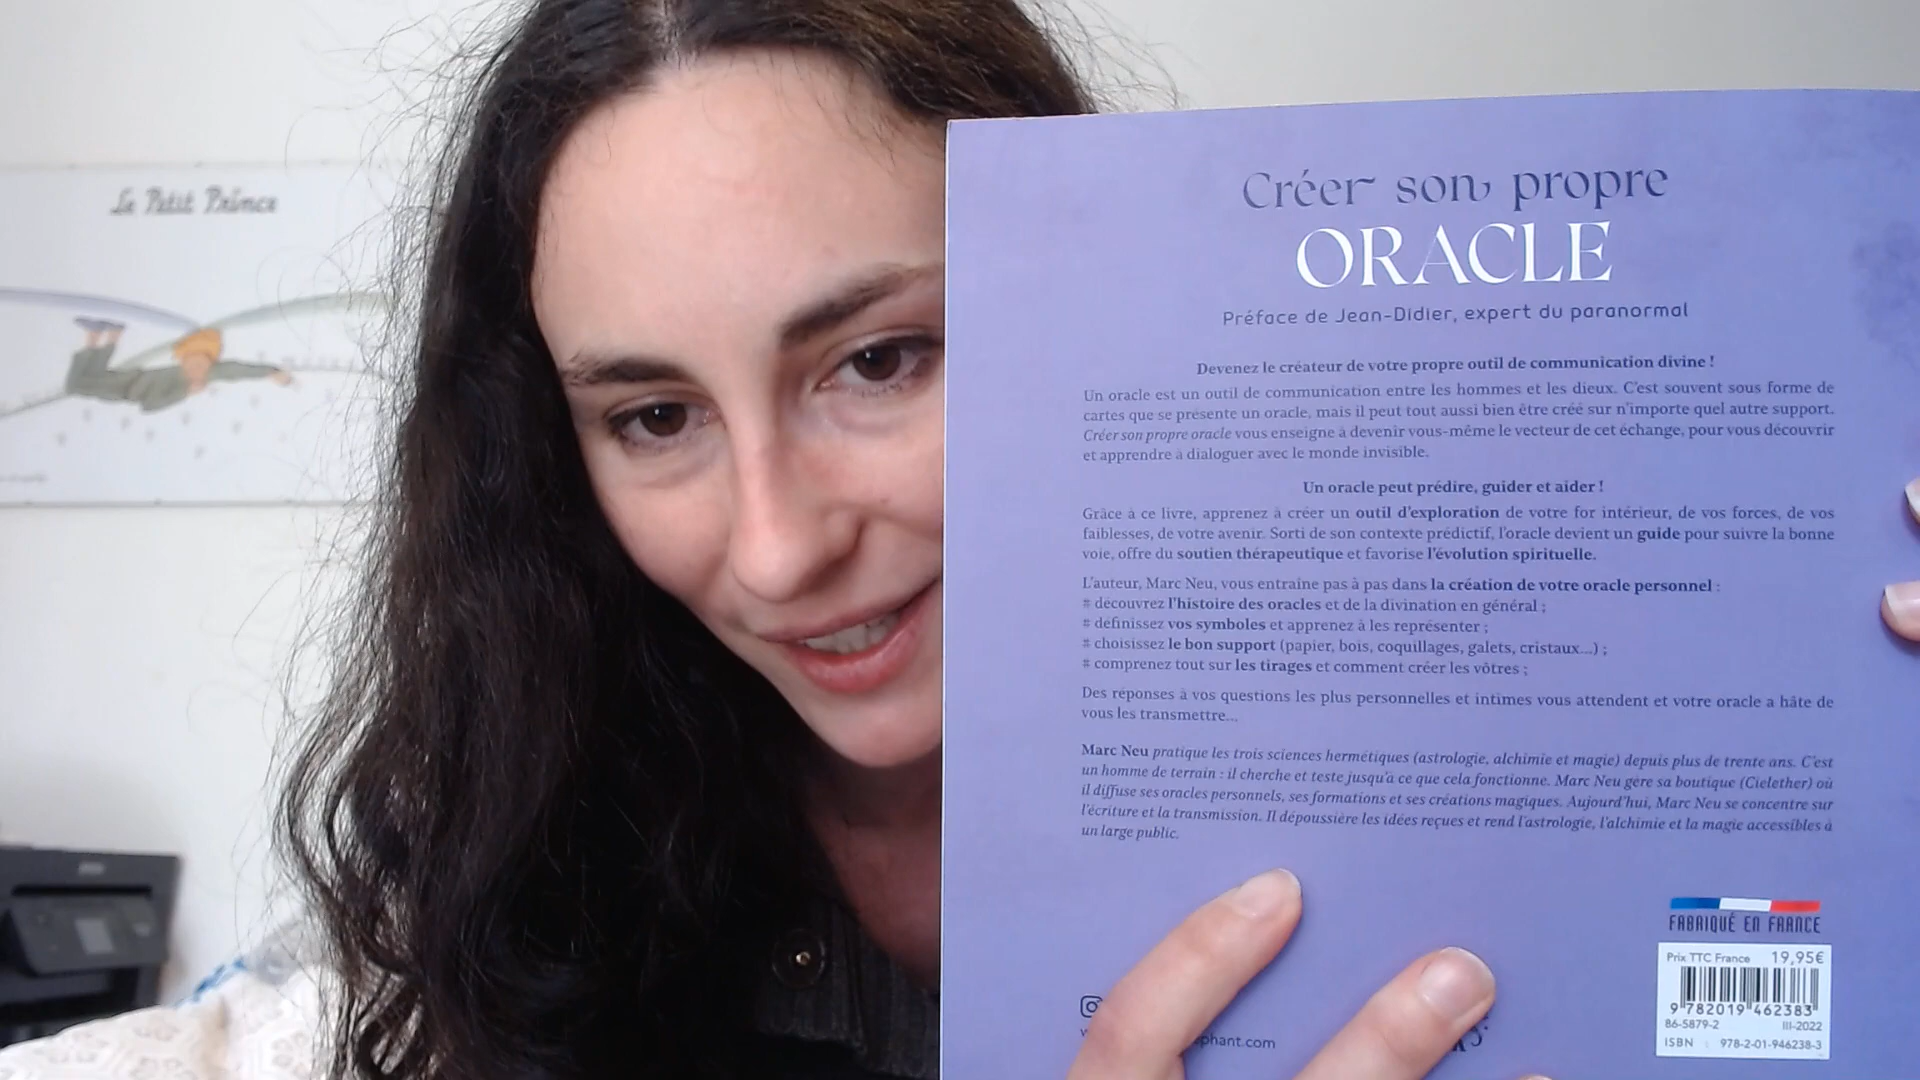 Le Petit Prince
Créer son propre
ORACLE
Préface de Jean-Didier, expert du paranormal
Devenez le créateur de votre propre outil de communication divine !
Un oracle est un outil de communication entre les hommes et les dieux. C'est souvent sous forme de
cartes que se présente un oracle, mais il peut tout aussi bien être créé sur n'importe quel autre support.
Créer son propre oracle vous enseigne à devenir vous-même le vecteur de cet échange, pour vous découvrir
et apprendre à dialoguer avec le monde invisible.
Un oracle peut prédire, guider et aider !
Grâce à ce livre, apprenez à créer un outil d'exploration de votre for intérieur, de vos forces, de vos
faiblesses, de votre avenir. Sorti de son contexte prédictif, l'oracle devient un guide pour suivre la bonne
voie, offre du soutien thérapeutique et favorise l'évolution spirituelle.
L'auteur, Marc Neu, vous entraîne pas à pas dans la création de votre oracle personnel :
# découvrez l'histoire des oracles et de la divination en général ;
# définissez vos symboles et apprenez à les représenter ;
# choisissez le bon support (papier, bois, coquillages, galets, cristaux...) ;
# comprenez tout sur les tirages et comment créer les vôtres ;
Des réponses à vos questions les plus personnelles et intimes vous attendent et votre oracle a hâte de
vous les transmettre...
Marc Neu pratique les trois sciences hermétiques (astrologie, alchimie et magie) depuis plus de trente ans. C'est
un homme de terrain : il cherche et teste jusqu'à ce que cela fonctionne. Marc Neu gère sa boutique (Cielether) où
il diffuse ses oracles personnels, ses formations et ses créations magiques. Aujourd'hui, Marc Neu se concentre sur
l'écriture et la transmission. Il dépoussière les idées reçues et rend l'astrologie, l'alchimie et la magie accessibles à
un large public.
FABRIQUÉ EN FRANCE
Prix TTC France 19,95€
9 782019 462383
86-5879-2 III-2022
ISBN : 978-2-01-946238-3
phant.com